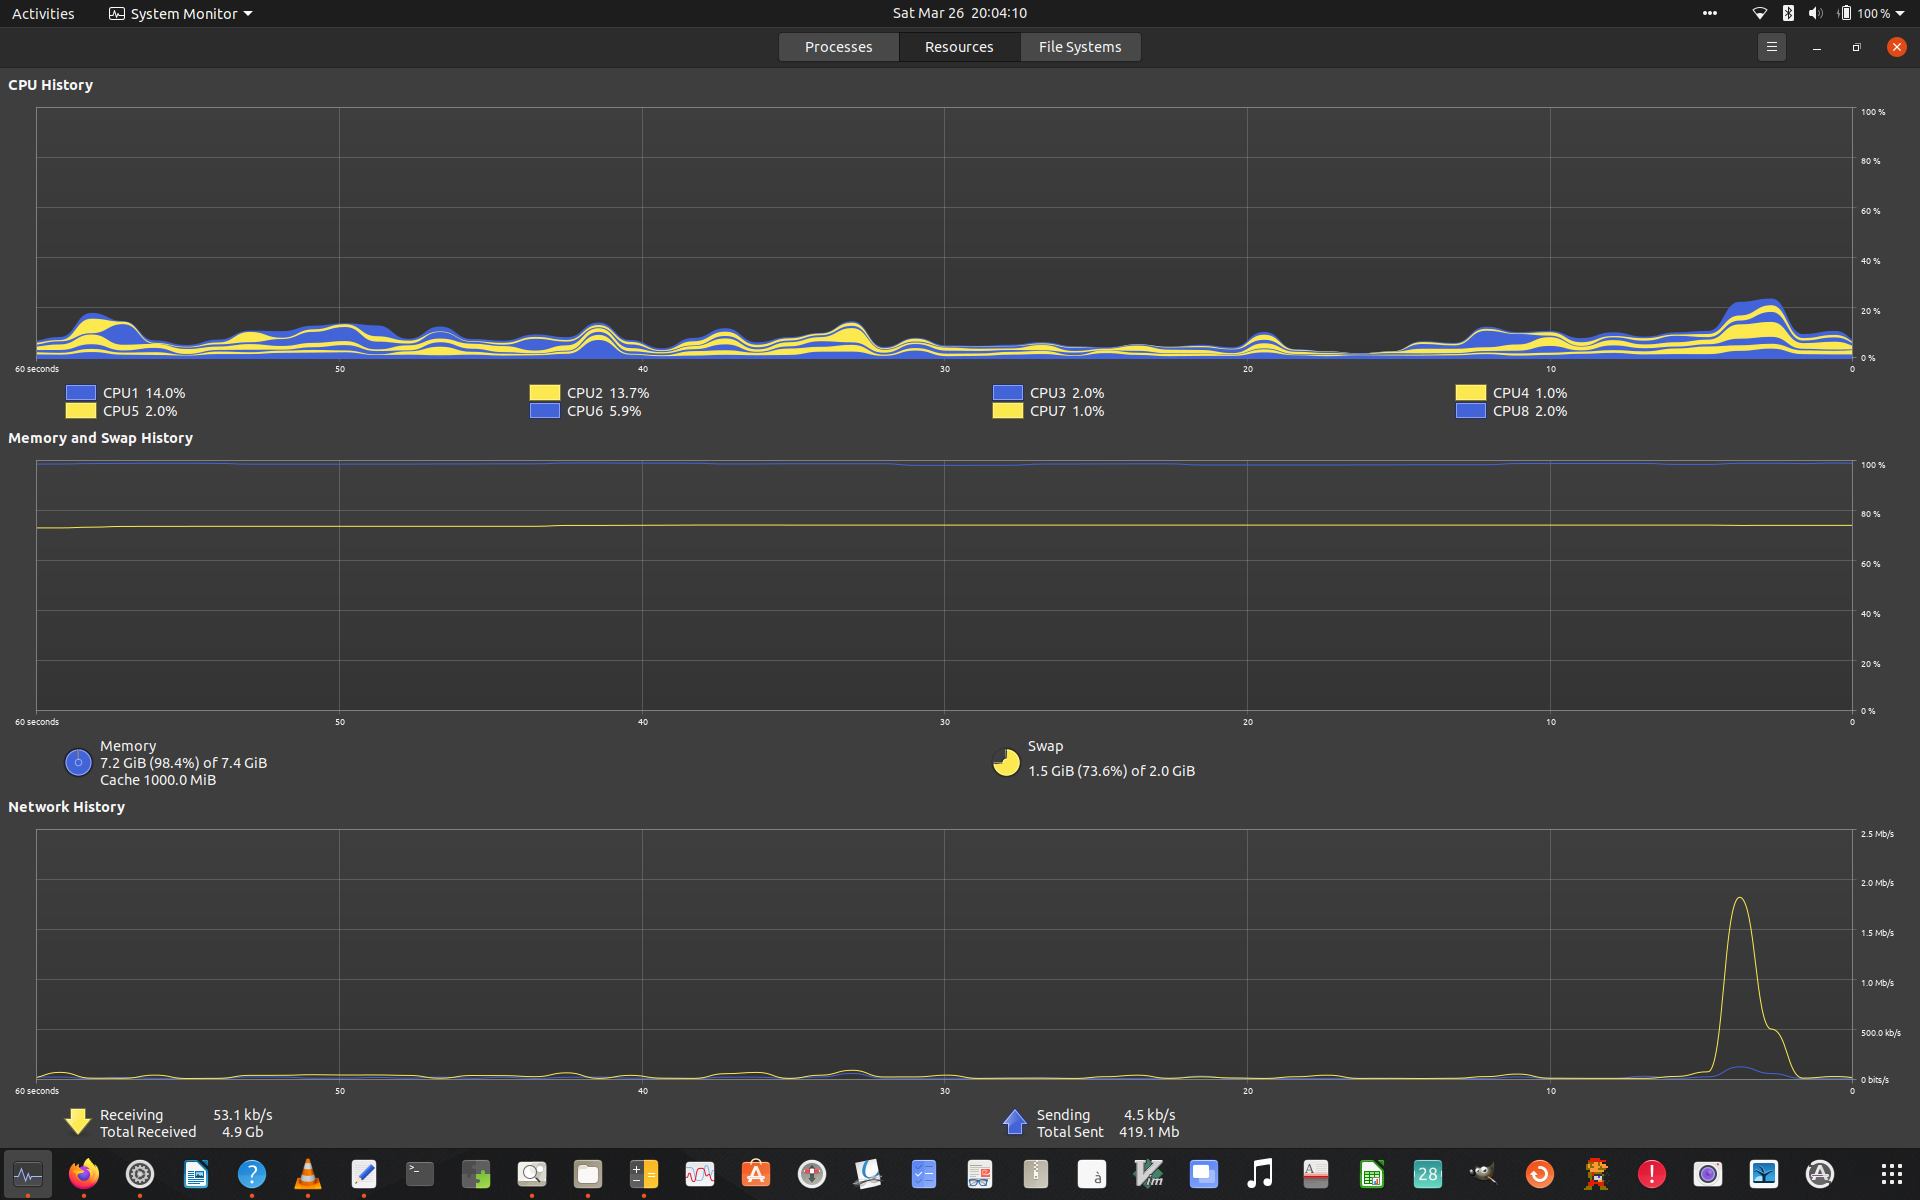 Activities System Monitor Sat Mar 26 20:04:10 100 %
Processes Resources File Systems
CPU History
100 %
80 %
60 %
40 %
20 %
0 %
60 seconds 50 40 30 20 10 0
CPU1 14.0% CPU2 13.7% CPU3 2.0% CPU4 1.0%
CPU5 2.0% CPU6 5.9% CPU7 1.0% CPU8 2.0%
Memory and Swap History
100 %
80 %
60 %
40 %
20 %
0 %
60 seconds 50 40 30 20 10 0
Memory Swap
7.2 GiB (98.4%) of 7.4 GiB 1.5 GiB (73.6%) of 2.0 GiB
Cache 1000.0 MiB
Network History
2.5 Mb/s
2.0 Mb/s
1.5 Mb/s
1.0 Mb/s
500.0 kb/s
0 bits/s
60 seconds 50 40 30 20 10 0
Receiving 53.1 kb/s Sending 4.5 kb/s
Total Received 4.9 Gb Total Sent 419.1 Mb
? >_ à Vim A 28 !